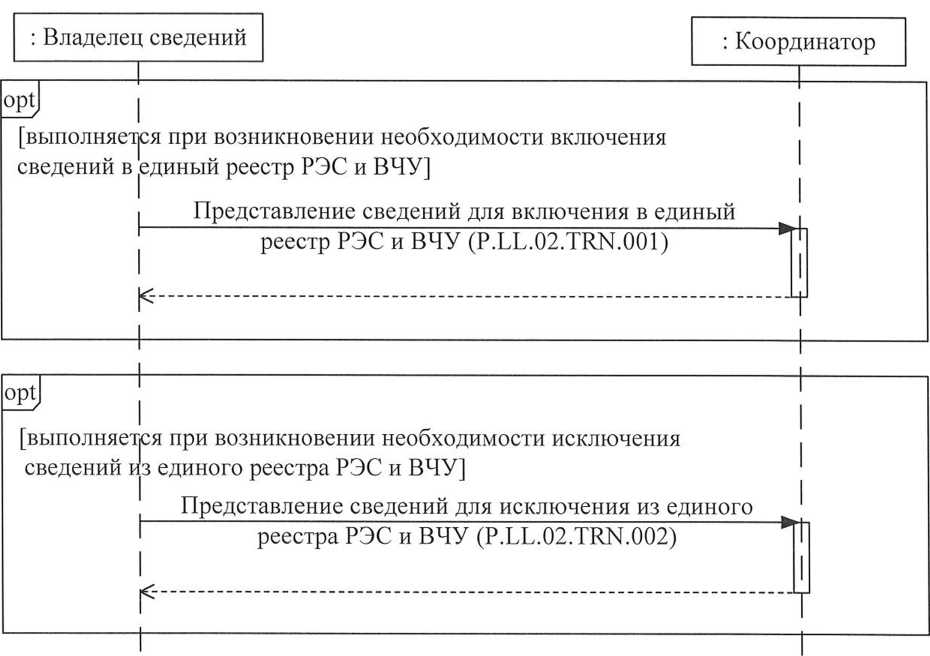 : Владелец сведений
: Координатор
opt
[выполняется при возникновении необходимости включения
сведений в единый реестр РЭС и ВЧУ]
Представление сведений для включения в единый
реестр РЭС и ВЧУ (P.LL.02.TRN.001)
opt
[выполняется при возникновении необходимости исключения
сведений из единого реестра РЭС и ВЧУ]
Представление сведений для исключения из единого
реестра РЭС и ВЧУ (P.LL.02.TRN.002)